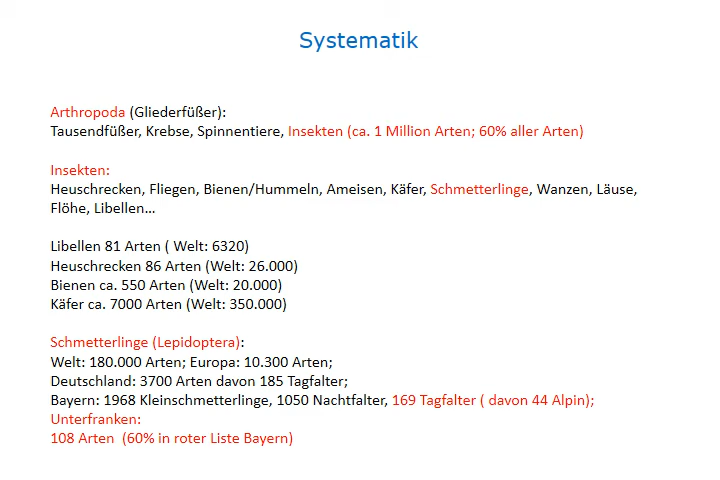 Systematik
Arthropoda (Gliederfüßer):
Tausendfüßer, Krebse, Spinnentiere, Insekten (ca. 1 Million Arten; 60% aller Arten)
Insekten:
Heuschrecken, Fliegen, Bienen/Hummeln, Ameisen, Käfer, Schmetterlinge, Wanzen, Läuse,
Flöhe, Libellen…
Libellen 81 Arten ( Welt: 6320)
Heuschrecken 86 Arten (Welt: 26.000)
Bienen ca. 550 Arten (Welt: 20.000)
Käfer ca. 7000 Arten (Welt: 350.000)
Schmetterlinge (Lepidoptera):
Welt: 180.000 Arten; Europa: 10.300 Arten;
Deutschland: 3700 Arten davon 185 Tagfalter;
Bayern: 1968 Kleinschmetterlinge, 1050 Nachtfalter, 169 Tagfalter ( davon 44 Alpin);
Unterfranken:
108 Arten  (60% in roter Liste Bayern)